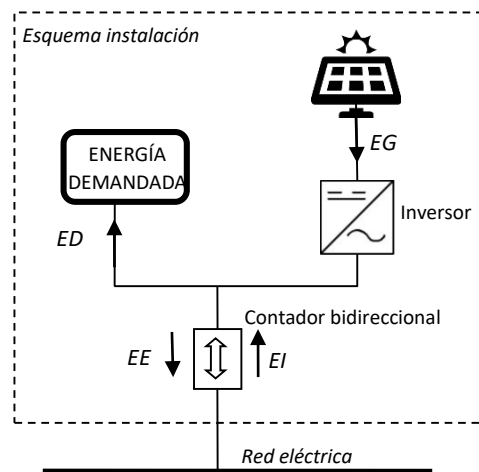 Esquema instalación
EG
ENERGÍA
DEMANDADA
Inversor
ED
Contador bidireccional
EE
EI
Red eléctrica